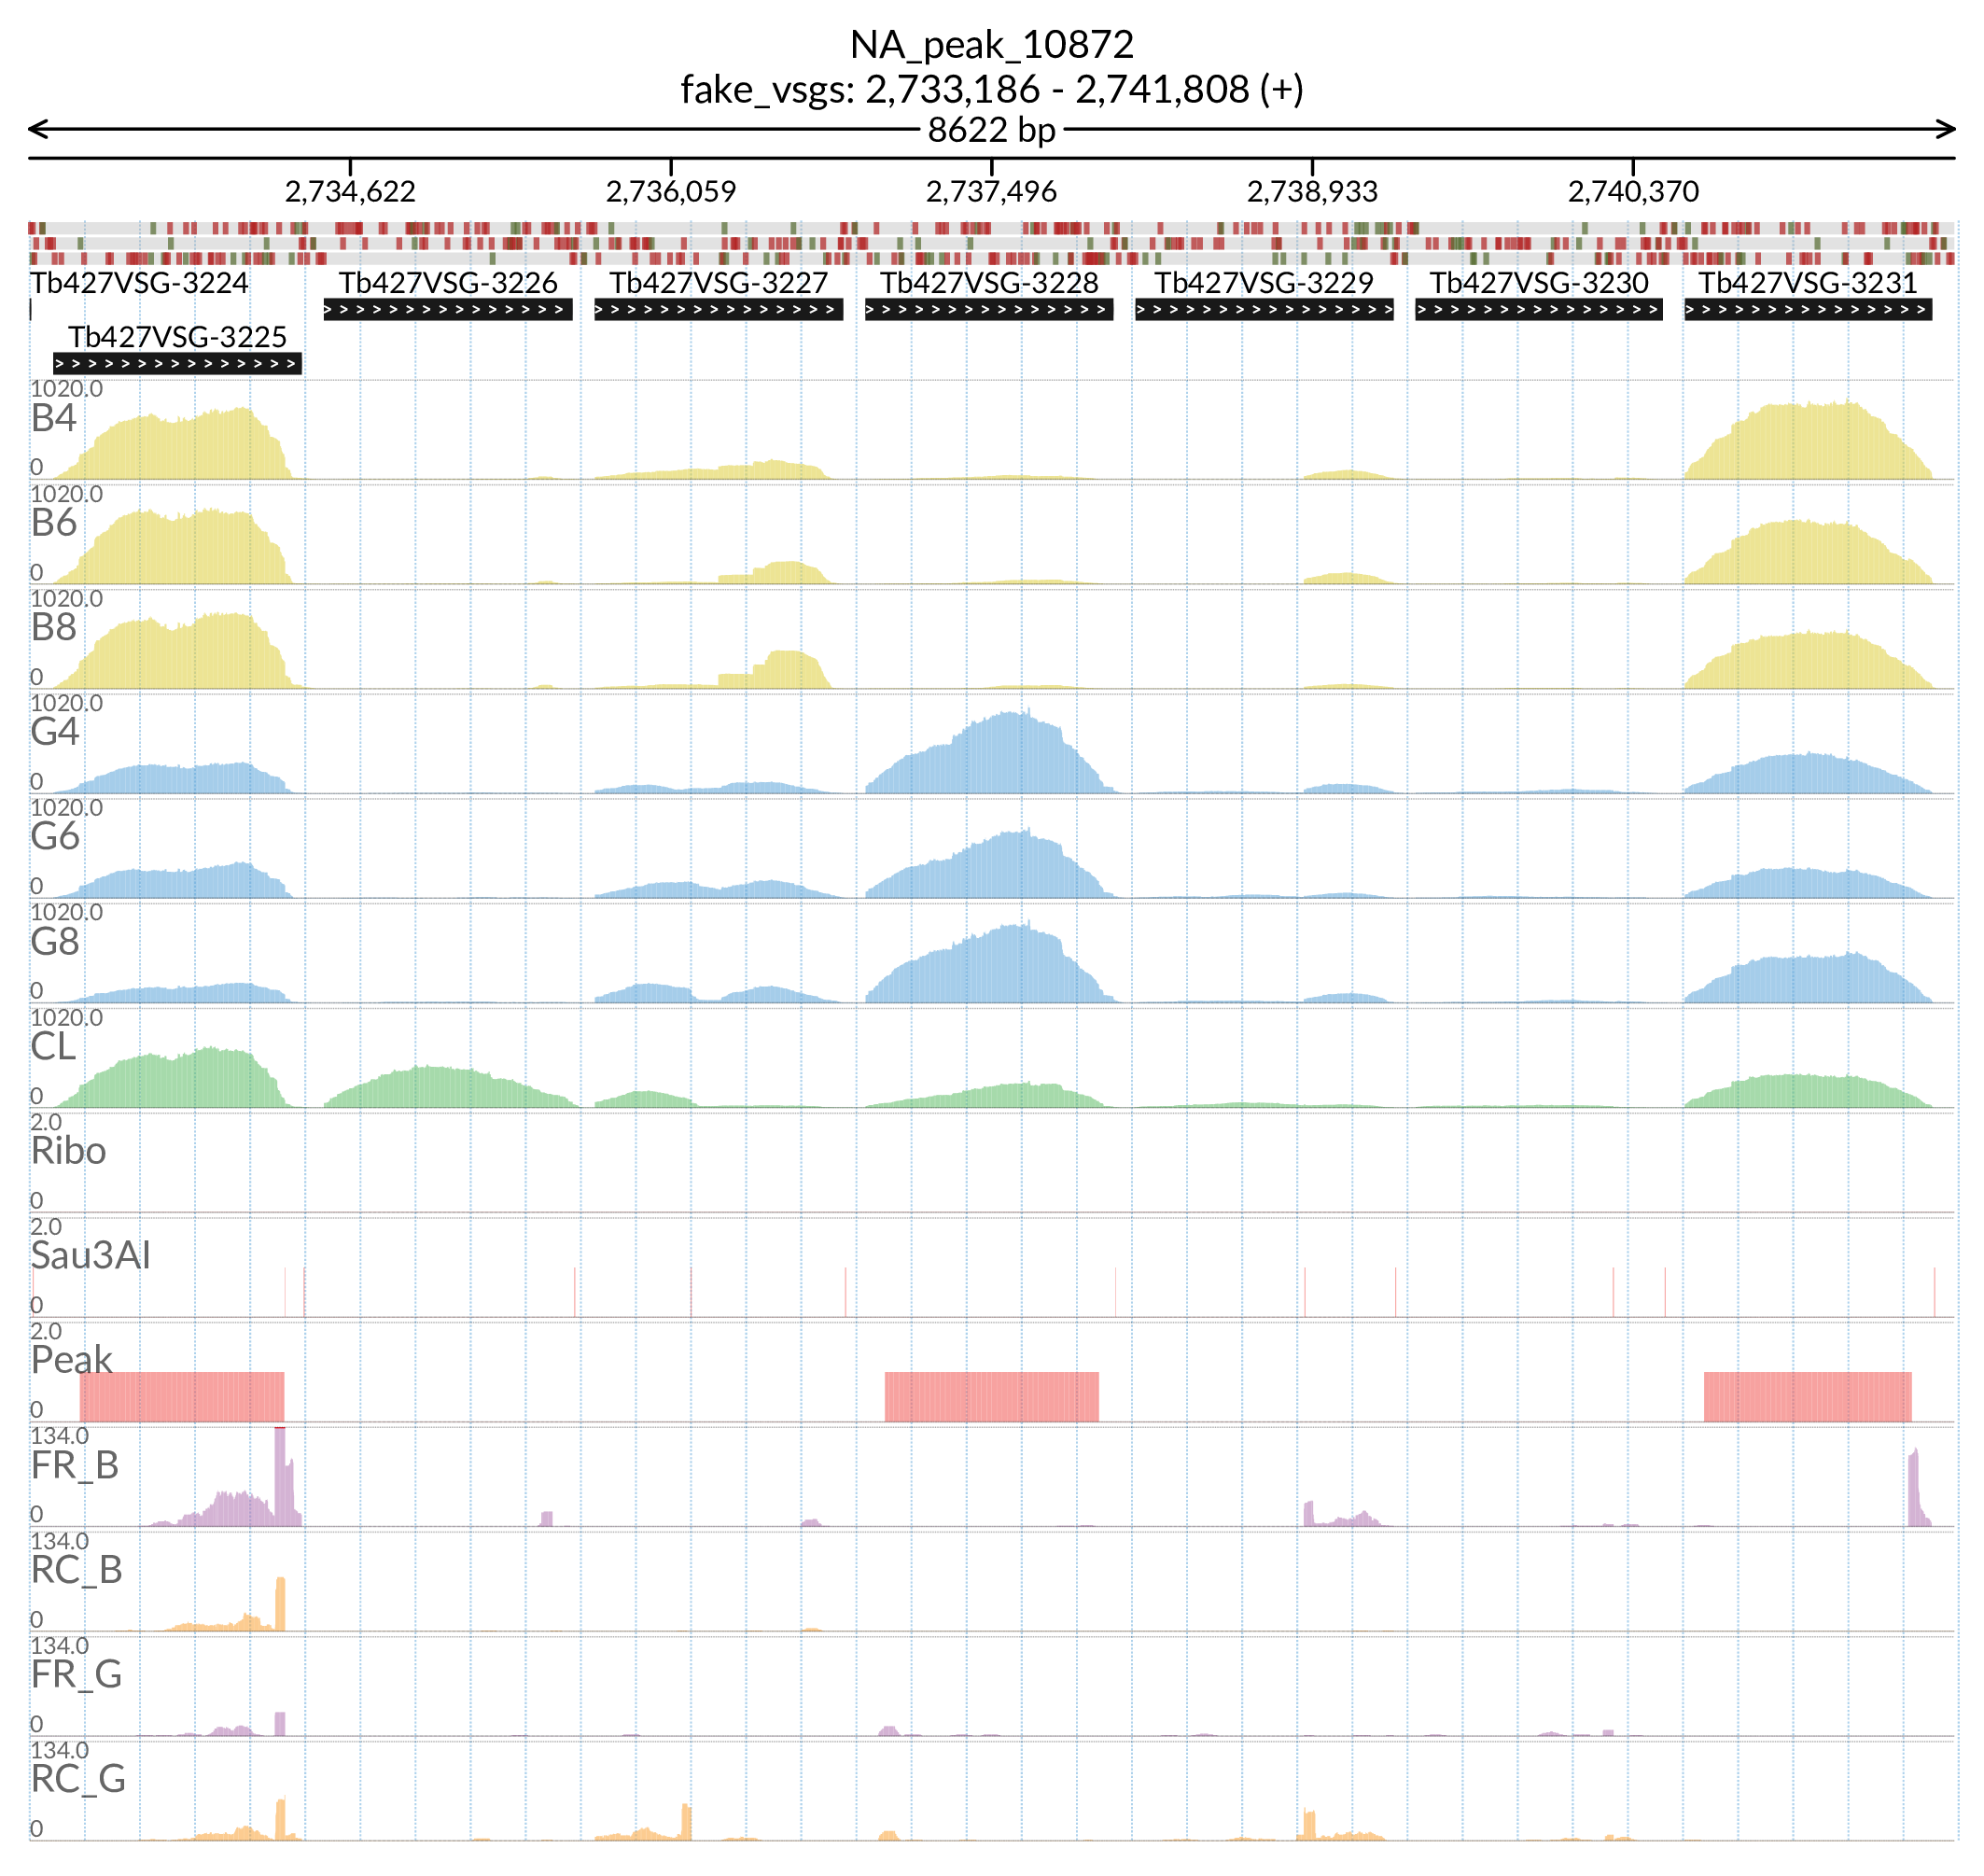 NA_peak_10872
fake_vsgs: 2,733,186 - 2,741,808 (+)
8622 bp
2,734,622 2,736,059 2,737,496 2,738,933 2,740,370
Tb427VSG-3224 Tb427VSG-3226 Tb427VSG-3227 Tb427VSG-3228 Tb427VSG-3229 Tb427VSG-3230 Tb427VSG-3231
Tb427VSG-3225
1020.0
B4
0
1020.0
B6
0
1020.0
B8
0
1020.0
G4
0
1020.0
G6
0
1020.0
G8
0
1020.0
CL
0
2.0
Ribo
0
2.0
Sau3AI
0
2.0
Peak
0
134.0
FR_B
0
134.0
RC_B
0
134.0
FR_G
0
134.0
RC_G
0